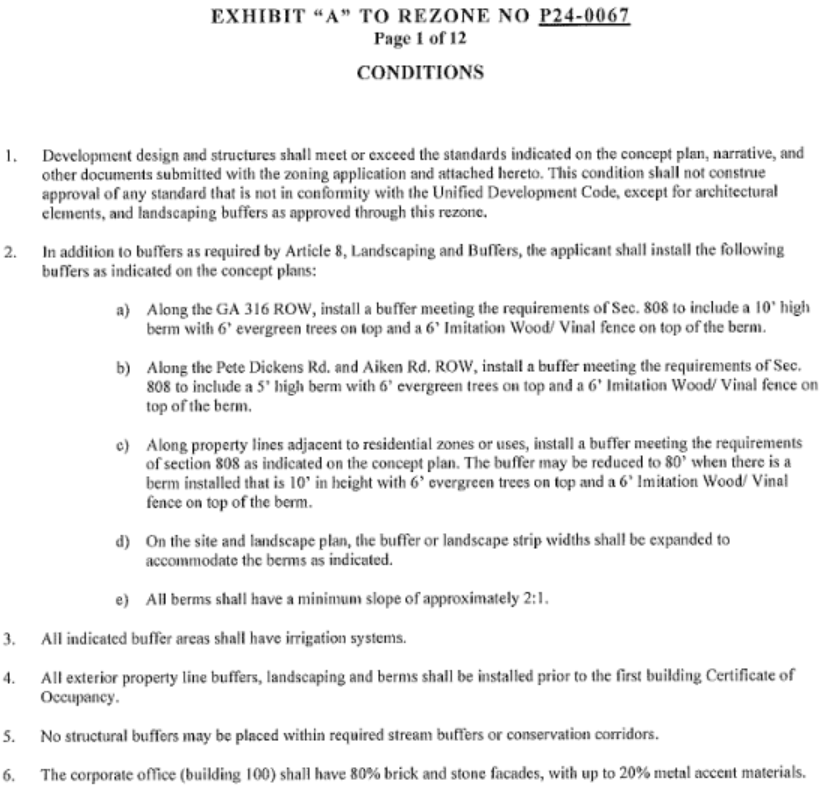 EXHIBIT “A” TO REZONE NO P24-0067
Page 1 of 12
CONDITIONS
1. Development design and structures shall meet or exceed the standards indicated on the concept plan, narrative, and
other documents submitted with the zoning application and attached hereto. This condition shall not construe
approval of any standard that is not in conformity with the Unified Development Code, except for architectural
elements, and landscaping buffers as approved through this rezone.
2. In addition to buffers as required by Article 8, Landscaping and Buffers, the applicant shall install the following
buffers as indicated on the concept plans:
a) Along the GA 316 ROW, install a buffer meeting the requirements of Sec. 808 to include a 10’ high
berm with 6’ evergreen trees on top and a 6’ Imitation Wood/ Vinal fence on top of the berm.
b) Along the Pete Dickens Rd. and Aiken Rd. ROW, install a buffer meeting the requirements of Sec.
808 to include a 5’ high berm with 6’ evergreen trees on top and a 6’ Imitation Wood/ Vinal fence on
top of the berm.
c) Along property lines adjacent to residential zones or uses, install a buffer meeting the requirements
of section 808 as indicated on the concept plan. The buffer may be reduced to 80’ when there is a
berm installed that is 10’ in height with 6’ evergreen trees on top and a 6’ Imitation Wood/ Vinal
fence on top of the berm.
d) On the site and landscape plan, the buffer or landscape strip widths shall be expanded to
accommodate the berms as indicated.
e) All berms shall have a minimum slope of approximately 2:1.
3. All indicated buffer areas shall have irrigation systems.
4. All exterior property line buffers, landscaping and berms shall be installed prior to the first building Certificate of
Occupancy.
5. No structural buffers may be placed within required stream buffers or conservation corridors.
6. The corporate office (building 100) shall have 80% brick and stone facades, with up to 20% metal accent materials.